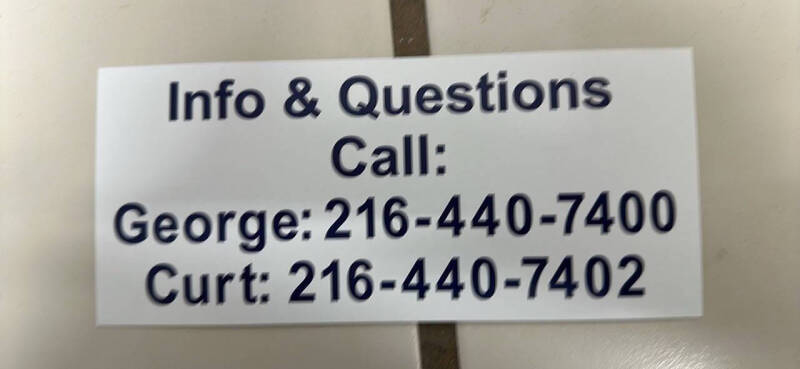 Info & Questions
Call:
George: 216-440-7400
Curt: 216-440-7402